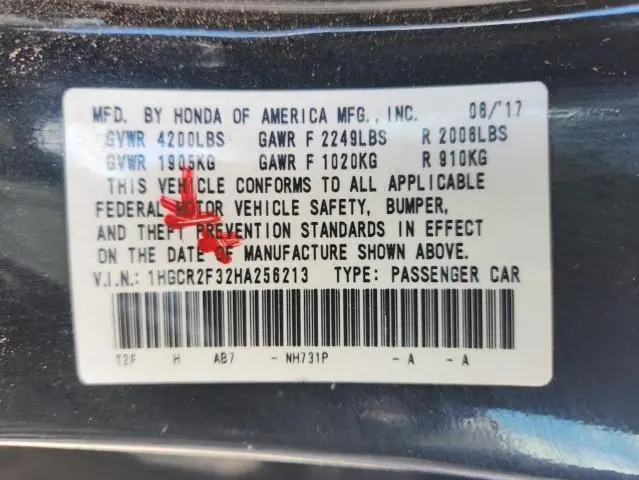 MFD. BY HONDA OF AMERICA MFG., INC. 06/'17
GVWR 4200LBS GAWR F 2249LBS R 2006LBS
GVWR 1905KG GAWR F 1020KG R 910KG
THIS VEHICLE CONFORMS TO ALL APPLICABLE
FEDERAL MOTOR VEHICLE SAFETY, BUMPER,
AND THEFT PREVENTION STANDARDS IN EFFECT
ON THE DATE OF MANUFACTURE SHOWN ABOVE.
V.I.N.: 1HGCR2F32HA256213 TYPE: PASSENGER CAR
T2F H AB7 - NH731P - A - A